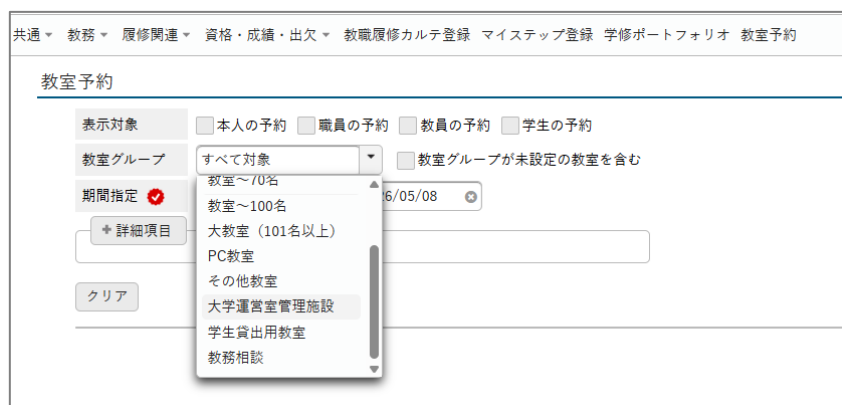 共通 教務 履修関連 資格・成績・出欠 教職履修カルテ登録 マイステップ登録 学修ポートフォリオ 教室予約
教室予約
表示対象 本人の予約 職員の予約 教員の予約 学生の予約
教室グループ すべて対象 教室グループが未設定の教室を含む
教室～70名
期間指定 26/05/08
教室～100名
+詳細項目 大教室（101名以上）
PC教室
その他教室
クリア 大学運営室管理施設
学生貸出用教室
教務相談